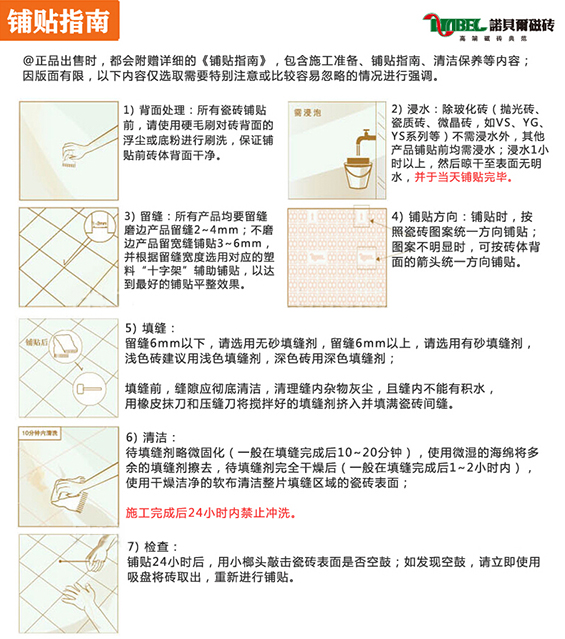 铺贴指南
NOBEL 諾貝爾磁砖
高端磁砖典范
@正品出售时，都会附赠详细的《铺贴指南》，包含施工准备、铺贴指南、清洁保养等内容；
因版面有限，以下内容仅选取需要特别注意或比较容易忽略的情况进行强调。
1）背面处理：所有瓷砖铺贴
前，请使用硬毛刷对砖背面的
浮尘或底粉进行刷洗，保证铺
贴前砖体背面干净。
需浸泡
2）浸水：除玻化砖（抛光砖、
瓷质砖、微晶砖，如VS、YG、
YS系列等）不需浸水外，其他
产品铺贴前均需浸水；浸水1小
时以上，然后晾干至表面无明
水，并于当天铺贴完毕。
3）留缝：所有产品均要留缝
磨边产品留缝2~4mm；不磨
边产品留宽缝铺贴3~6mm，
并根据留缝宽度选用对应的塑
料“十字架”辅助铺贴，以达
到最好的铺贴平整效果。
4）铺贴方向：铺贴时，按
照瓷砖图案统一方向铺贴；
图案不明显时，可按砖体背
面的箭头统一方向铺贴。
铺贴后
5）填缝：
留缝6mm以下，请选用无砂填缝剂，留缝6mm以上，请选用有砂填缝剂，
浅色砖建议用浅色填缝剂，深色砖用深色填缝剂；
填缝前，缝隙应彻底清洁，清理缝内杂物灰尘，且缝内不能有积水，
用橡皮抹刀和压缝刀将搅拌好的填缝剂挤入并填满瓷砖间缝。
10分钟内清洗
6）清洁：
待填缝剂略微固化（一般在填缝完成后10~20分钟），使用微湿的海绵将多
余的填缝剂擦去，待填缝剂完全干燥后（一般在填缝完成后1~2小时内），
使用干燥洁净的软布清洁整片填缝区域的瓷砖表面；
施工完成后24小时内禁止冲洗。
7）检查：
铺贴24小时后，用小榔头敲击瓷砖表面是否空鼓；如发现空鼓，请立即使用
吸盘将砖取出，重新进行铺贴。